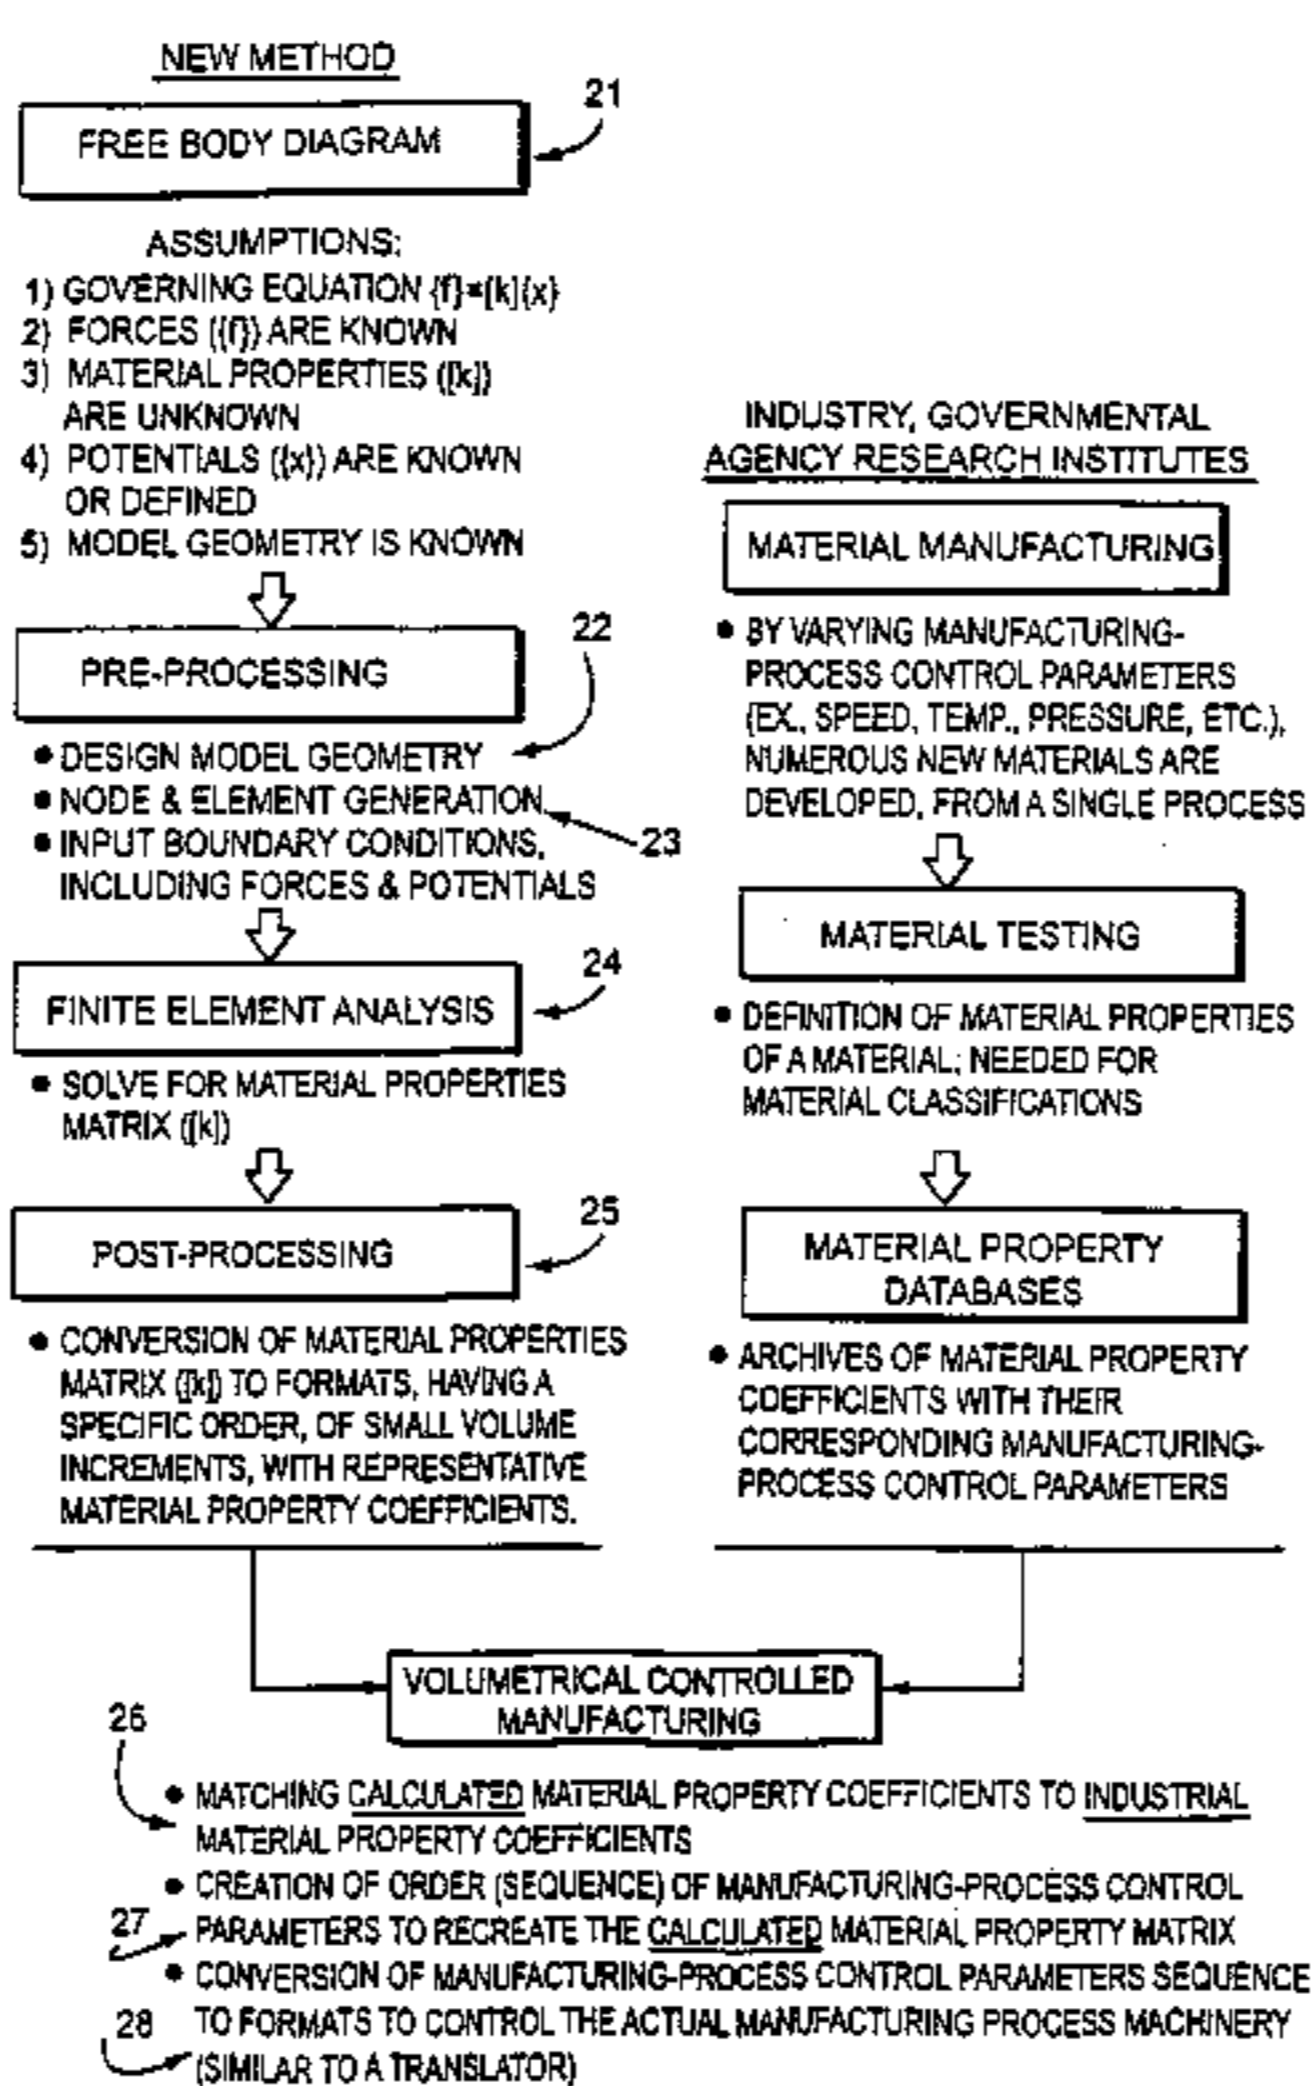 NEW METHOD
21
FREE BODY DIAGRAM
ASSUMPTIONS:
1) GOVERNING EQUATION {f}=[k]{x}
2) FORCES ({f}) ARE KNOWN
3) MATERIAL PROPERTIES ([k])
ARE UNKNOWN
4) POTENTIALS ({x}) ARE KNOWN
OR DEFINED
5) MODEL GEOMETRY IS KNOWN
22
PRE-PROCESSING
• DESIGN MODEL GEOMETRY
• NODE & ELEMENT GENERATION
23
• INPUT BOUNDARY CONDITIONS,
INCLUDING FORCES & POTENTIALS
24
FINITE ELEMENT ANALYSIS
• SOLVE FOR MATERIAL PROPERTIES
MATRIX ([k])
25
POST-PROCESSING
• CONVERSION OF MATERIAL PROPERTIES
MATRIX ([k]) TO FORMATS, HAVING A
SPECIFIC ORDER, OF SMALL VOLUME
INCREMENTS, WITH REPRESENTATIVE
MATERIAL PROPERTY COEFFICIENTS.
INDUSTRY, GOVERNMENTAL
AGENCY RESEARCH INSTITUTES
MATERIAL MANUFACTURING
• BY VARYING MANUFACTURING-
PROCESS CONTROL PARAMETERS
(EX., SPEED, TEMP., PRESSURE, ETC.),
NUMEROUS NEW MATERIALS ARE
DEVELOPED, FROM A SINGLE PROCESS
MATERIAL TESTING
• DEFINITION OF MATERIAL PROPERTIES
OF A MATERIAL; NEEDED FOR
MATERIAL CLASSIFICATIONS
MATERIAL PROPERTY
DATABASES
• ARCHIVES OF MATERIAL PROPERTY
COEFFICIENTS WITH THEIR
CORRESPONDING MANUFACTURING-
PROCESS CONTROL PARAMETERS
VOLUMETRICAL CONTROLLED
MANUFACTURING
26
• MATCHING CALCULATED MATERIAL PROPERTY COEFFICIENTS TO INDUSTRIAL
MATERIAL PROPERTY COEFFICIENTS
• CREATION OF ORDER (SEQUENCE) OF MANUFACTURING-PROCESS CONTROL
27
PARAMETERS TO RECREATE THE CALCULATED MATERIAL PROPERTY MATRIX
• CONVERSION OF MANUFACTURING-PROCESS CONTROL PARAMETERS SEQUENCE
28
TO FORMATS TO CONTROL THE ACTUAL MANUFACTURING PROCESS MACHINERY
(SIMILAR TO A TRANSLATOR)